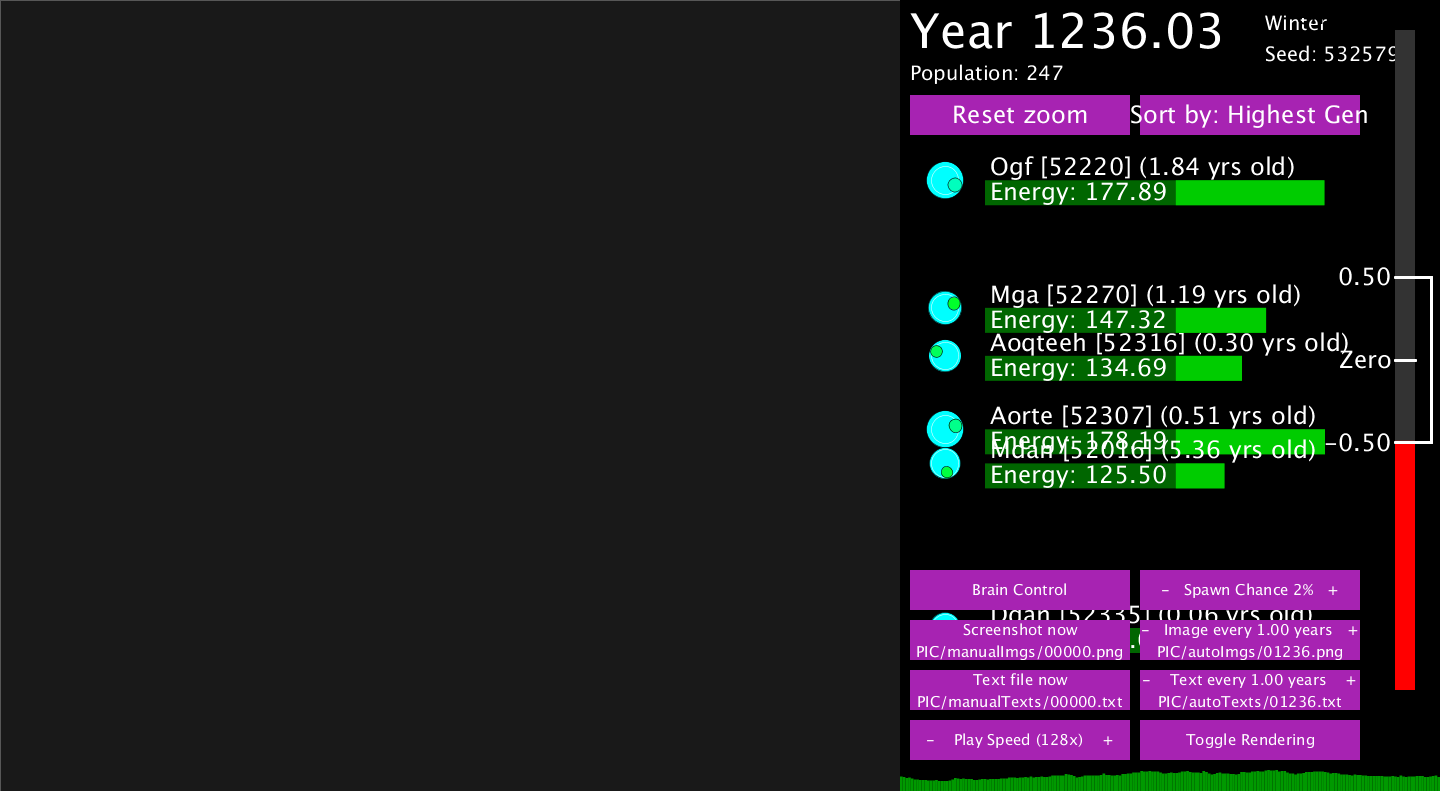 Year 1236.03
Winter
Seed: 532579
Population: 247
Reset zoom
Sort by: Highest Gen
Ogf [52220] (1.84 yrs old)
Energy: 177.89
0.50
Mga [52270] (1.19 yrs old)
Energy: 147.32
Aoqteeh [52316] (0.30 yrs old)
Zero
Energy: 134.69
Aorte [52307] (0.51 yrs old)
Energy: 178.19
-0.50
Mdan [52016] (5.36 yrs old)
Energy: 125.50
Brain Control
- Spawn Chance 2% +
[52335] (0.06 yrs old)
Screenshot now
- Image every 1.00 years +
PIC/manualImgs/00000.png
PIC/autoImgs/01236.png
Text file now
- Text every 1.00 years +
PIC/manualTexts/00000.txt
PIC/autoTexts/01236.txt
- Play Speed (128x) +
Toggle Rendering